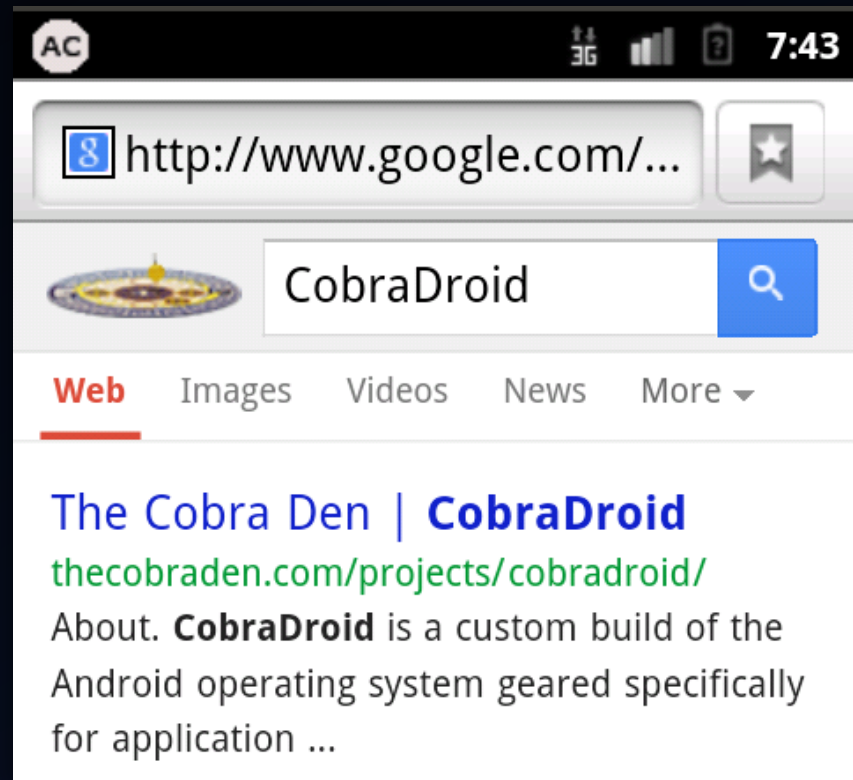 AC 3G 7:43
8 http://www.google.com/...
CobraDroid
Web Images Videos News More
The Cobra Den | CobraDroid
thecobraden.com/projects/cobradroid/
About. CobraDroid is a custom build of the
Android operating system geared specifically
for application ...